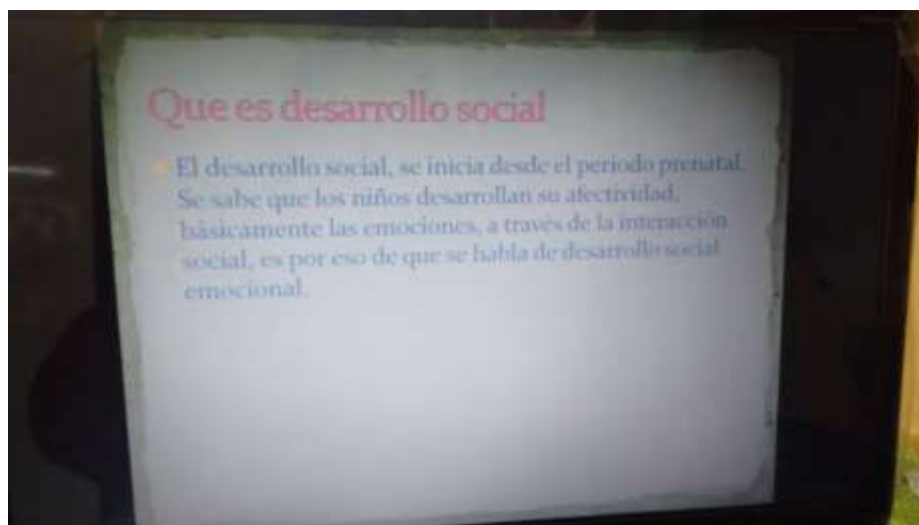 Que es desarrollo social
El desarrollo social, se inicia desde el periodo prenatal.
Se sabe que los niños desarrollan su afectividad,
básicamente las emociones, a través de la interacción
social, es por eso de que se habla de desarrollo social
emocional.